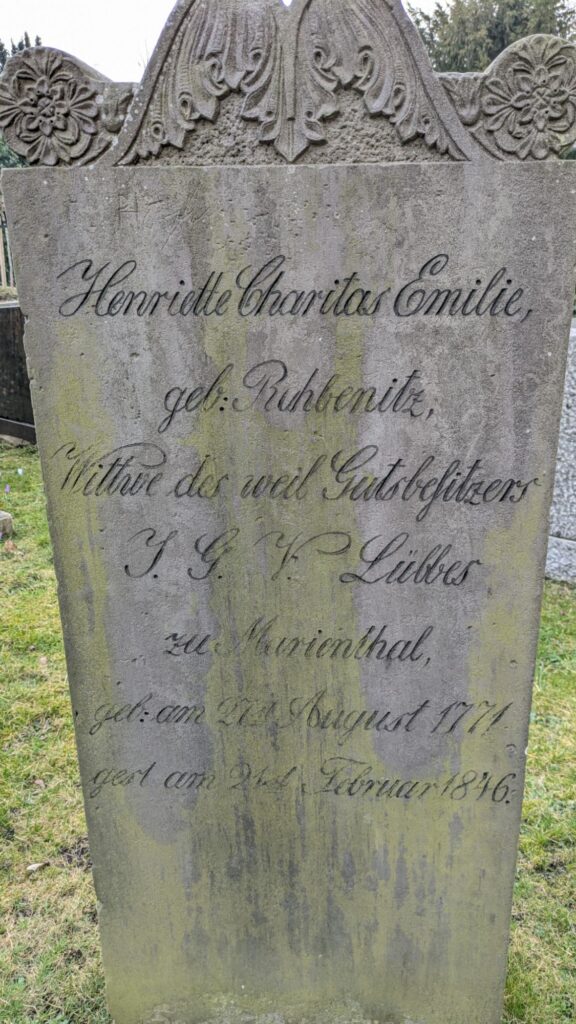 Henriette Charitas Emilie,
geb: Ruhbenitz,
Wittwe des weil Gutsbesitzers
J. G. V. Lübbes
zu Marienthal,
geb: am August 1771
gest am Februar 1846.